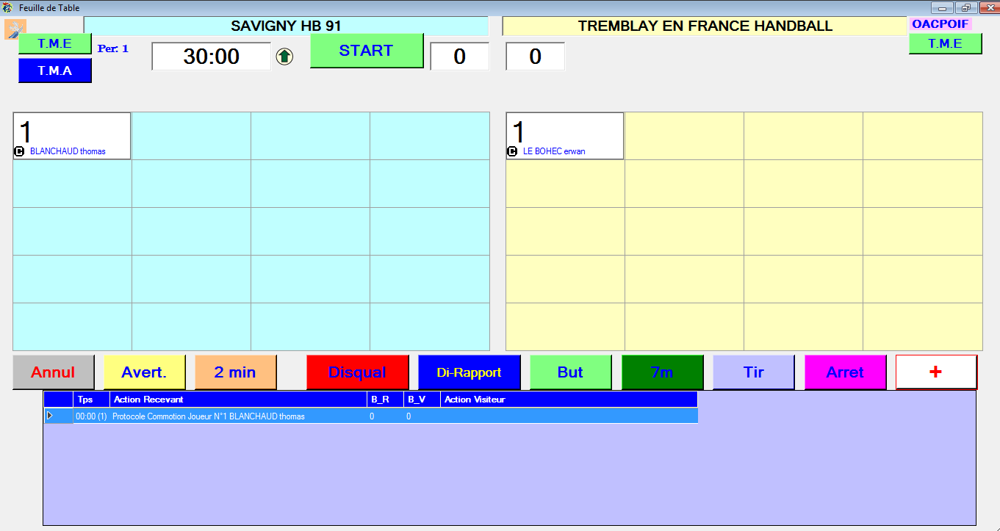 Feuille de Table
SAVIGNY HB 91
TREMBLAY EN FRANCE HANDBALL
OACPOIF
T.M.E
Per: 1
30:00
START
0
0
T.M.E
T.M.A
1
BLANCHAUD thomas
1
LE BOHEC erwan
Annul
Avert.
2 min
Disqual
Di-Rapport
But
7m
Tir
Arret
+
Tps
Action Recevant
B_R
B_V
Action Visiteur
00:00 (1)
Protocole Commotion Joueur N°1 BLANCHAUD thomas
0
0